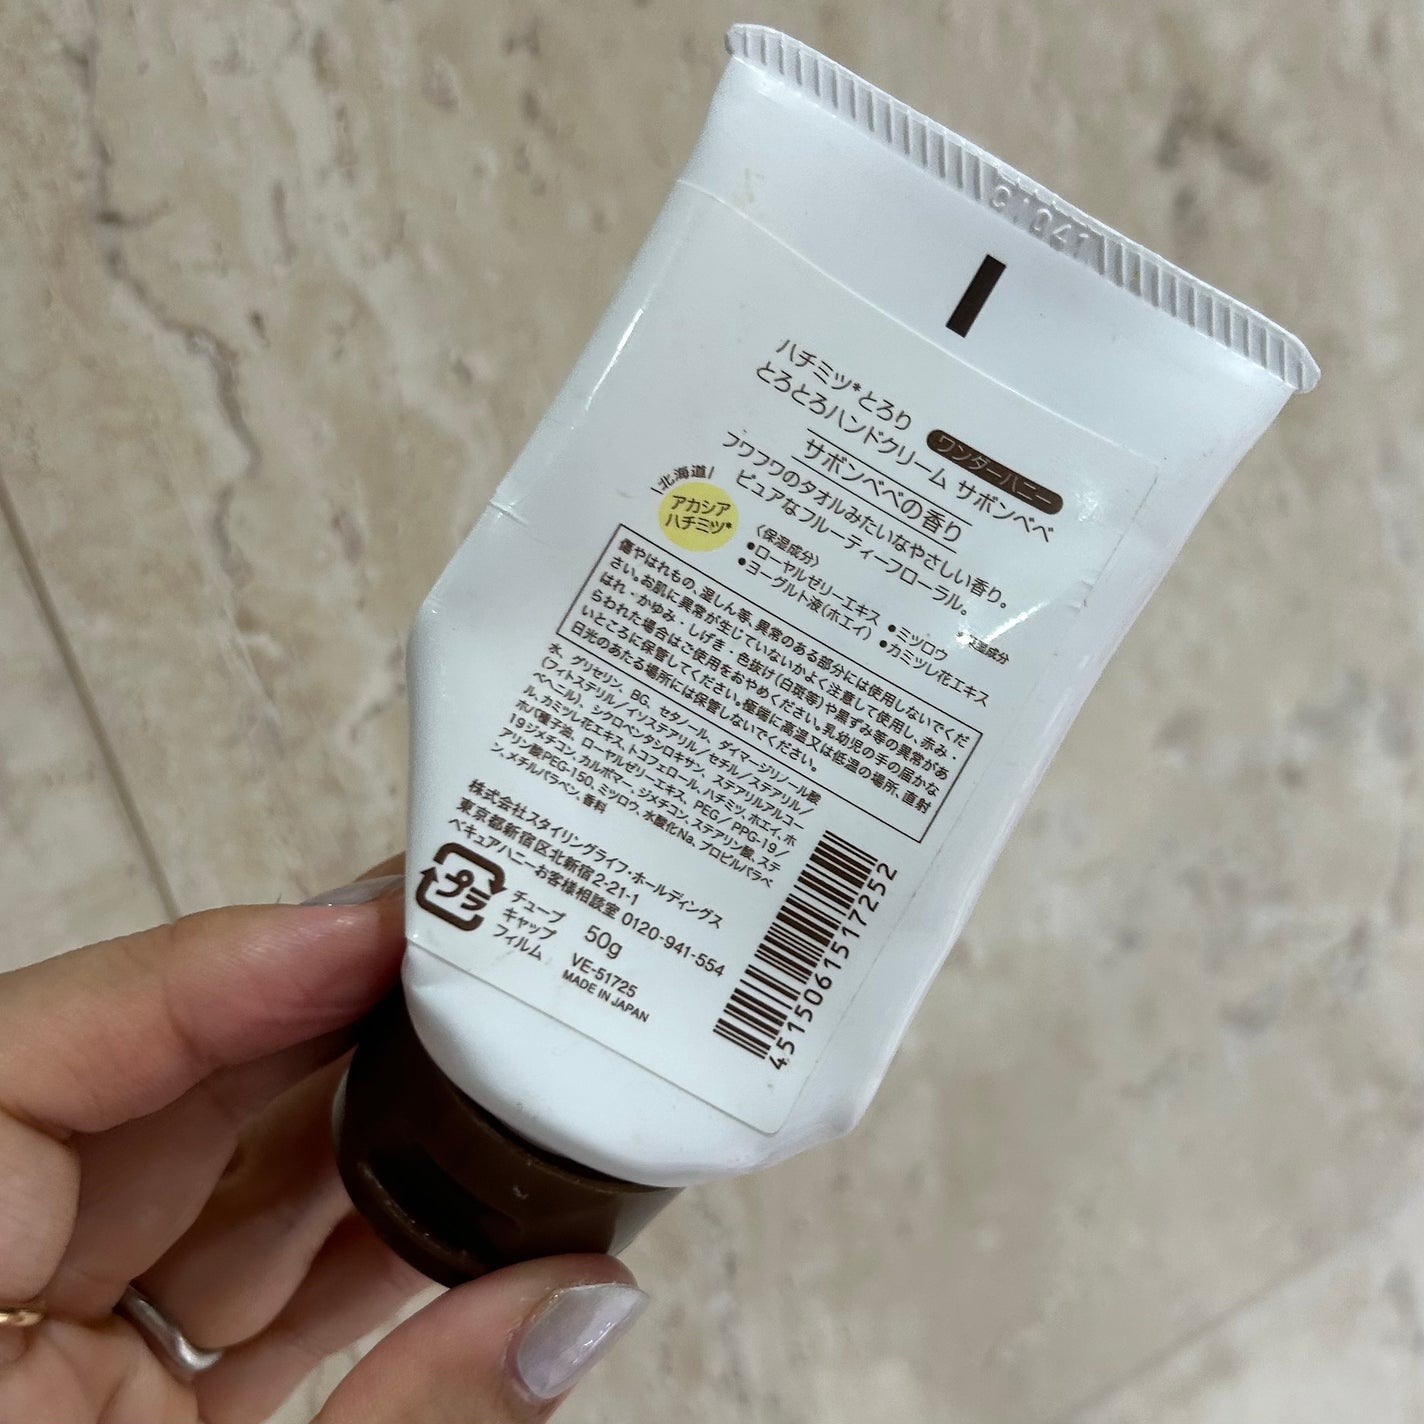 01041
ハチミツ*とろり
とろとろハンドクリーム サボンベベ
ワンダーハニー
サボンベベの香り
フワフワのタオルみたいなやさしい香り。
ピュアなフルーティーフローラル。
北海道
アカシア
ハチミツ*
〈保湿成分〉
●ローヤルゼリーエキス ●ミツロウ
●ヨーグルト液(ホエイ) ●カミツレ花エキス
*保湿成分
傷やはれもの、湿しん等、異常のある部分には使用しないでくだ
さい。お肌に異常が生じていないかよく注意して使用し、赤み・
はれ・かゆみ・しげき・色抜け(白斑等)や黒ずみ等の異常があ
らわれた場合はご使用をおやめください。乳幼児の手の届かな
いところに保管してください。極端に高温又は低温の場所、直射
日光のあたる場所には保管しないでください。
水、グリセリン、BG、セタノール、ダイマージリノール酸
(フィトステリル/イソステアリル/セチル/ステアリル/
ベヘニル)、シクロペンタシロキサン、ステアリルアルコー
ル、カミツレ花エキス、トコフェロール、ハチミツ、ホエイ、ホ
ホバ種子油、ローヤルゼリーエキス、PEG/PPG-19/
19ジメチコン、カルボマー、ジメチコン、ステアリン酸、ステ
アリン酸PEG-150、ミツロウ、水酸化Na、プロピルパラベ
ン、メチルパラベン、香料
株式会社スタイリングライフ・ホールディングス
東京都新宿区北新宿2-21-1
ベキュアハニーお客様相談室 0120-941-554
プラ
チューブ
キャップ
フィルム
50g
VE-51725
MADE IN JAPAN
4515061517252